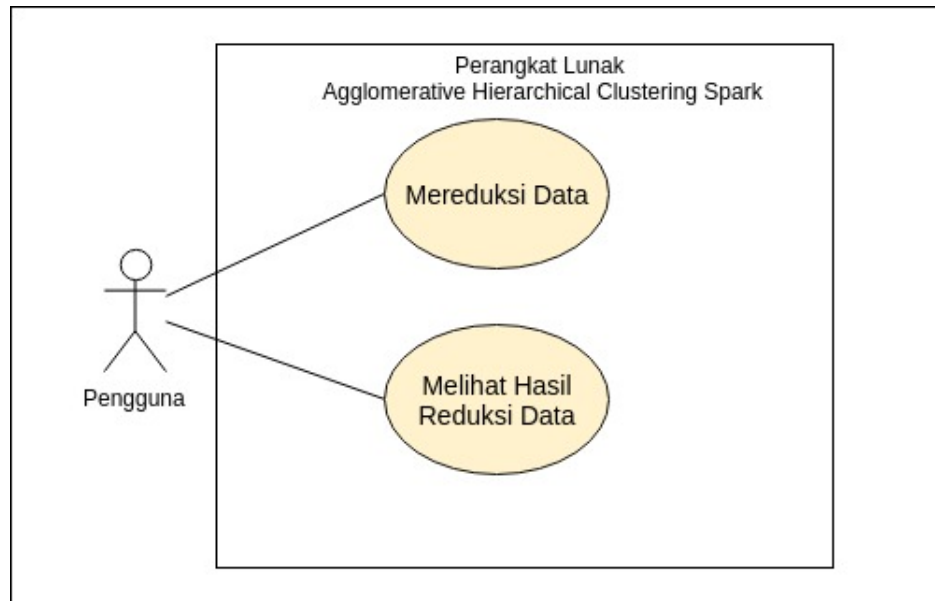 Perangkat Lunak
Agglomerative Hierarchical Clustering Spark
Mereduksi Data
Melihat Hasil
Reduksi Data
Pengguna